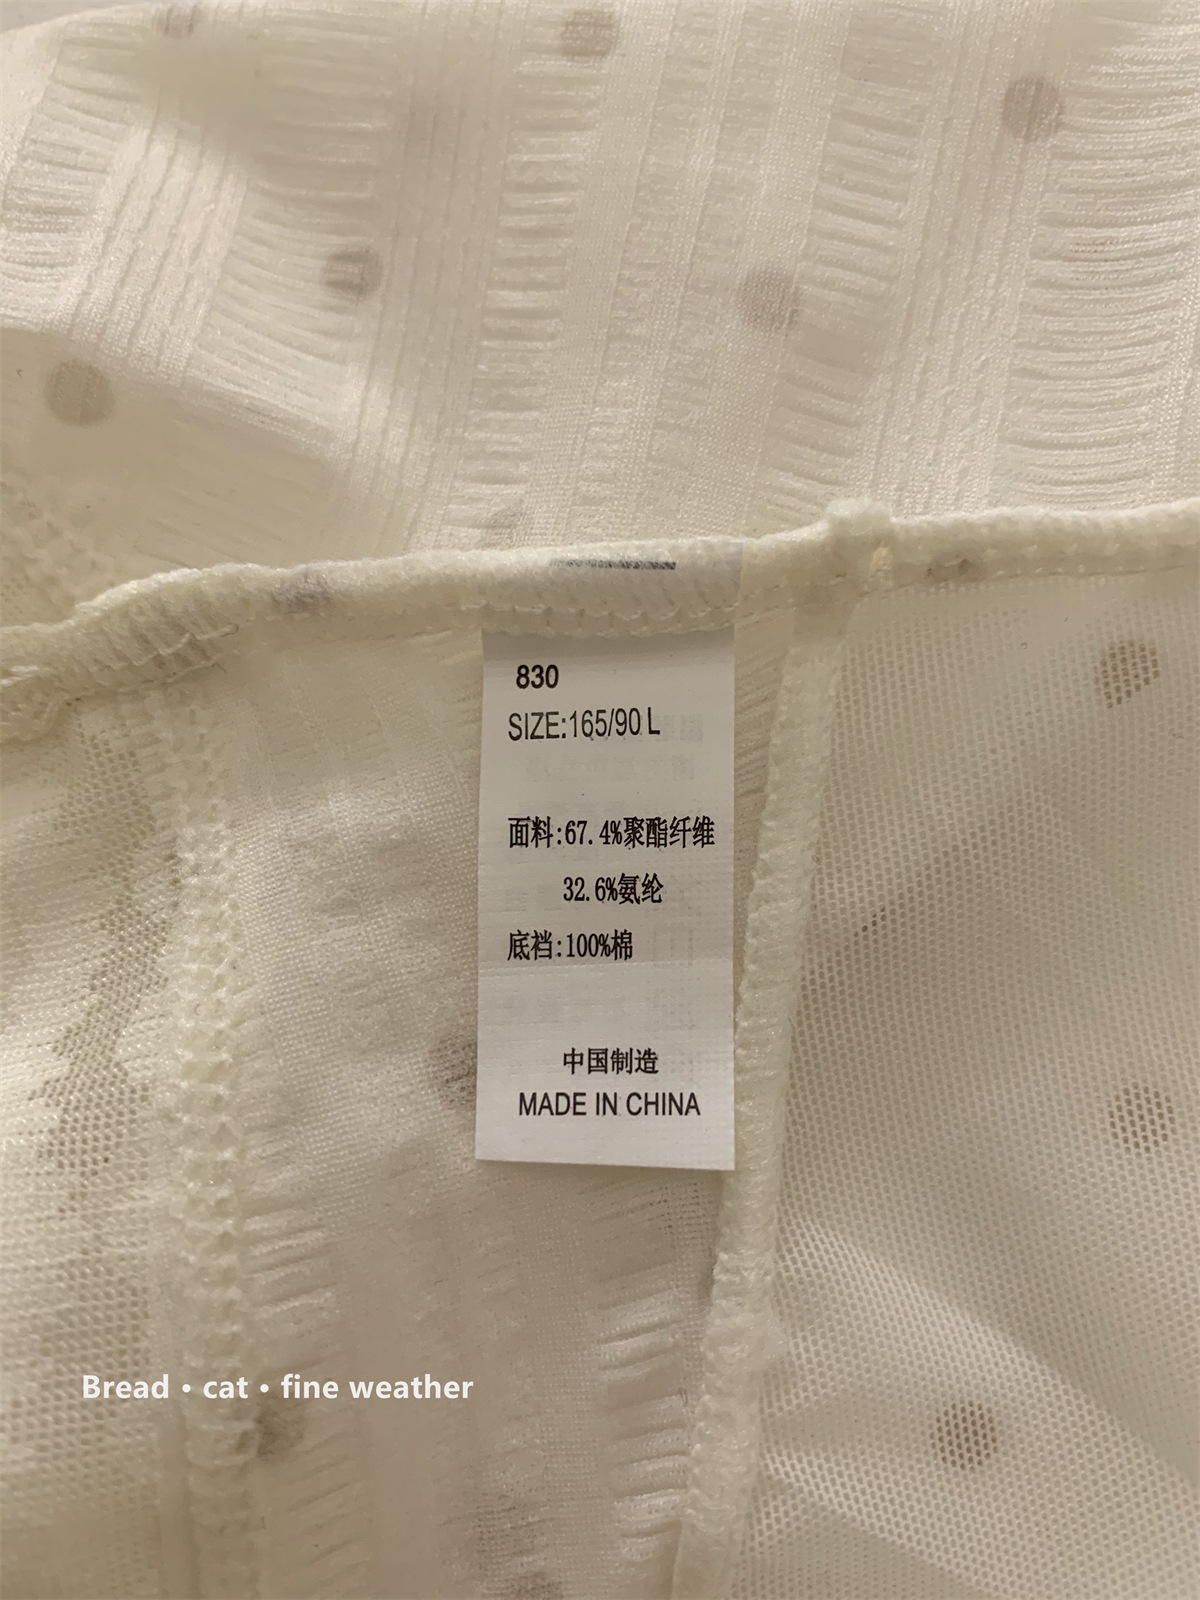 830
SIZE:165/90 L
面料:67.4%聚酯纤维
32.6%氨纶
底裆:100%棉
中国制造
MADE IN CHINA
Bread • cat • fine weather